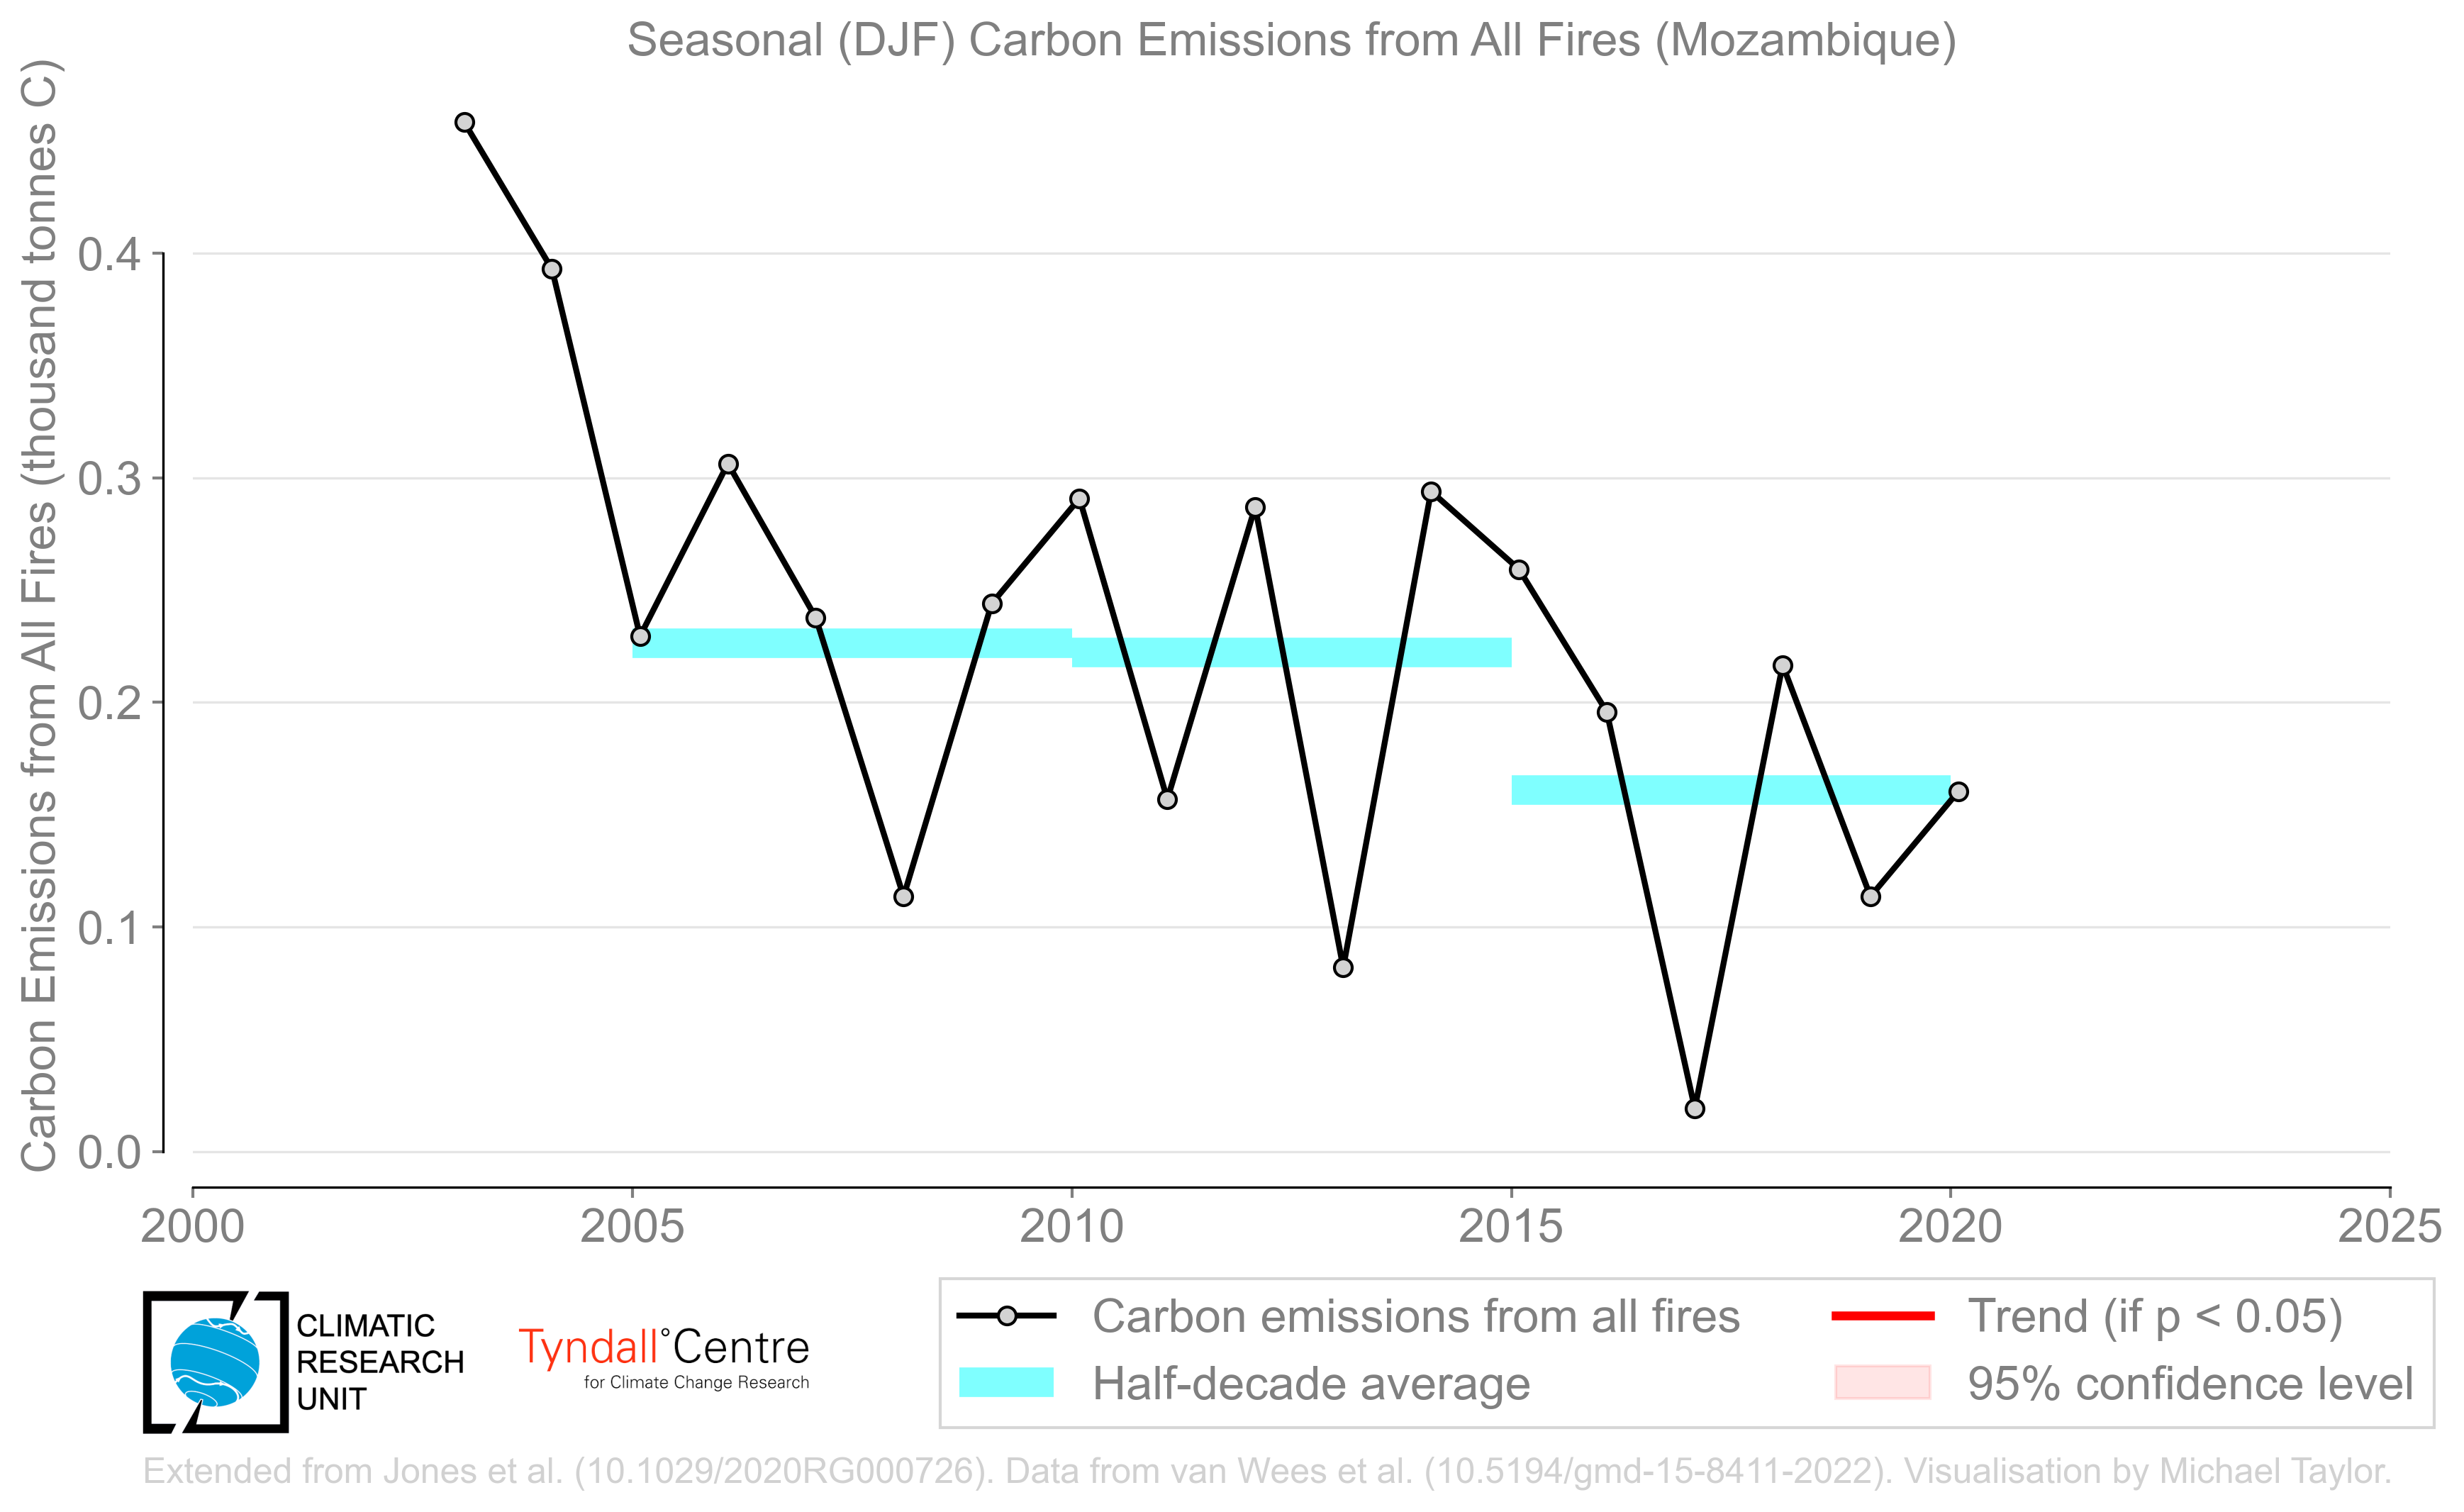 Seasonal (DJF) Carbon Emissions from All Fires (Mozambique)
Carbon Emissions from All Fires (thousand tonnes C)
0.4
0.3
0.2
0.1
0.0
2000
2005
2010
2015
2020
2025
CLIMATIC
RESEARCH
UNIT
Tyndall°Centre
for Climate Change Research
Carbon emissions from all fires
Half-decade average
Trend (if p < 0.05)
95% confidence level
Extended from Jones et al. (10.1029/2020RG000726). Data from van Wees et al. (10.5194/gmd-15-8411-2022). Visualisation by Michael Taylor.